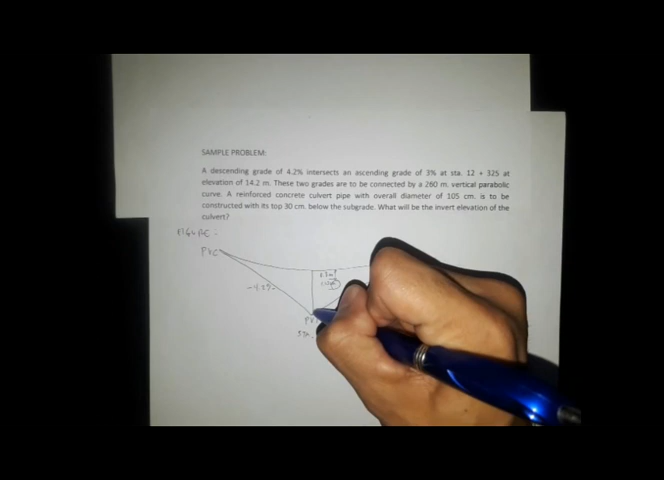 SAMPLE PROBLEM:
A descending grade of 4.2% intersects an ascending grade of 3% at sta. 12 + 325 at
elevation of 14.2 m. These two grades are to be connected by a 260 m. vertical parabolic
curve. A reinforced concrete culvert pipe with overall diameter of 105 cm. is to be
constructed with its top 30 cm. below the subgrade. What will be the invert elevation of the
culvert?
FIGURE :
PVC
-4.2%